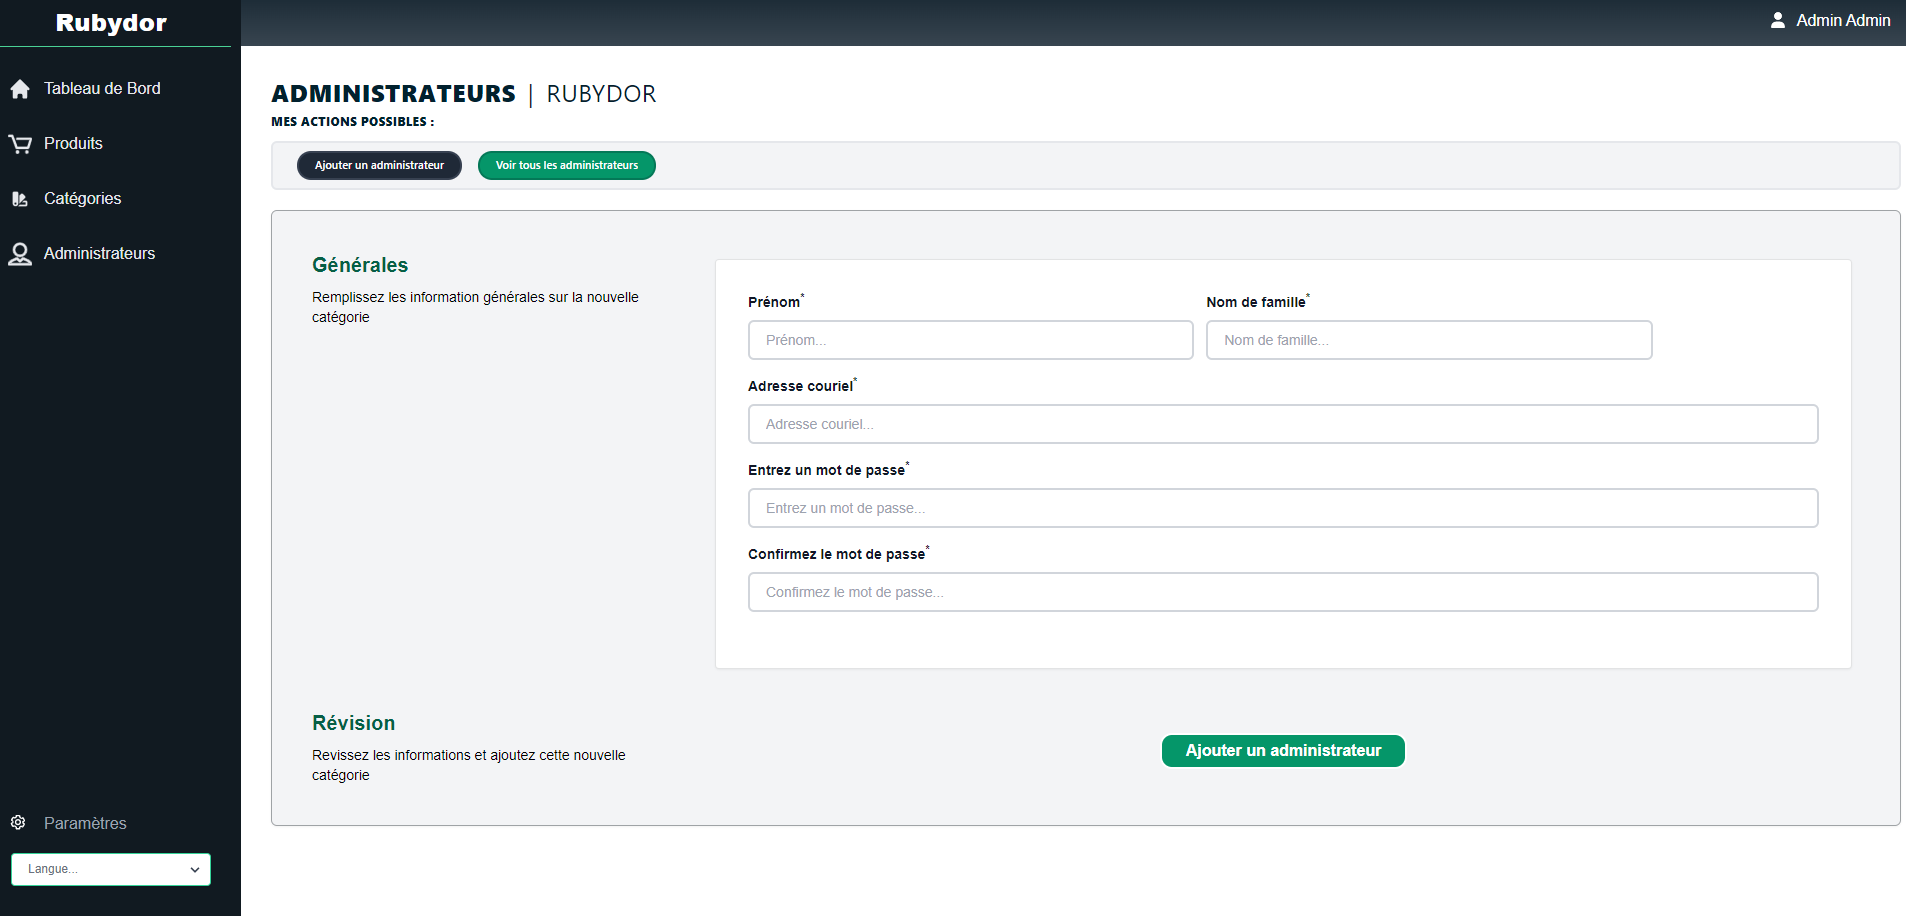 Rubydor
Admin Admin
Tableau de Bord
Produits
Catégories
Administrateurs
Paramètres
Langue...
ADMINISTRATEURS | RUBYDOR
MES ACTIONS POSSIBLES :
Ajouter un administrateur
Voir tous les administrateurs
Générales
Remplissez les information générales sur la nouvelle
catégorie
Prénom*
Nom de famille*
Prénom...
Nom de famille...
Adresse couriel*
Adresse couriel...
Entrez un mot de passe*
Entrez un mot de passe...
Confirmez le mot de passe*
Confirmez le mot de passe...
Révision
Revissez les informations et ajoutez cette nouvelle
catégorie
Ajouter un administrateur